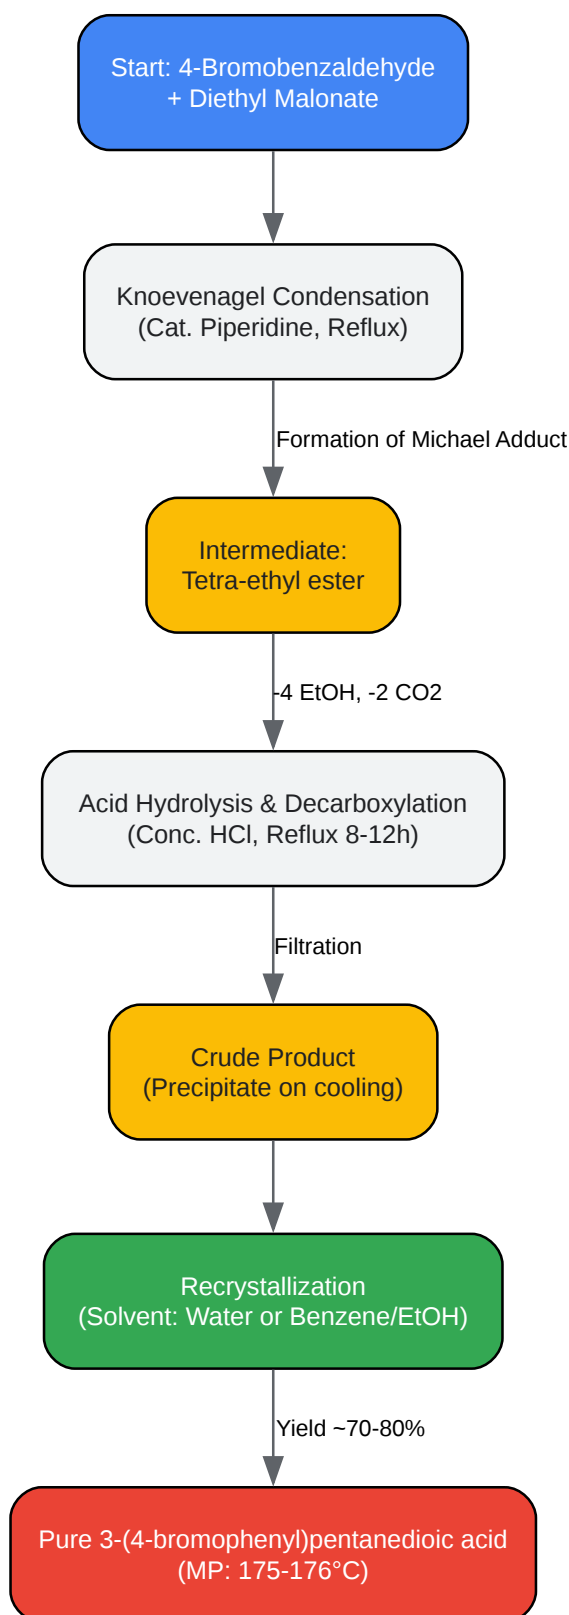 Start: 4-Bromobenzaldehyde
+ Diethyl Malonate
Knoevenagel Condensation
(Cat. Piperidine, Reflux)
Formation of Michael Adduct
Intermediate:
Tetra-ethyl ester
-4 EtOH, -2 CO2
Acid Hydrolysis & Decarboxylation
(Conc. HCl, Reflux 8-12h)
Filtration
Crude Product
(Precipitate on cooling)
Recrystallization
(Solvent: Water or Benzene/EtOH)
Yield ~70-80%
Pure 3-(4-bromophenyl)pentanedioic acid
(MP: 175-176°C)